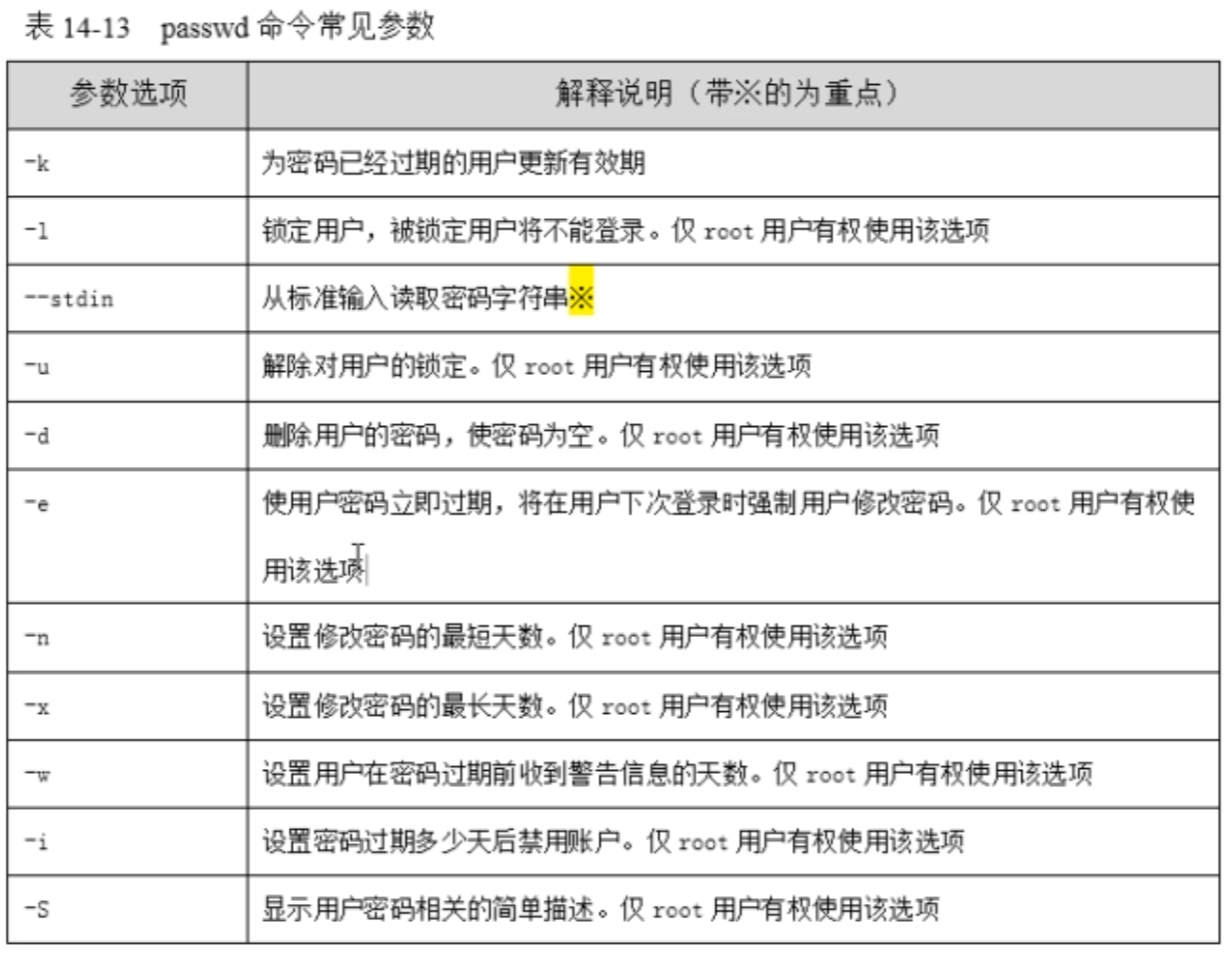 表 14-13 passwd 命令常见参数
参数选项 解释说明（带※的为重点）
-k 为密码已经过期的用户更新有效期
-l 锁定用户，被锁定用户将不能登录。仅 root 用户有权使用该选项
--stdin 从标准输入读取密码字符串※
-u 解除对用户的锁定。仅 root 用户有权使用该选项
-d 删除用户的密码，使密码为空。仅 root 用户有权使用该选项
-e 使用户密码立即过期，将在用户下次登录时强制用户修改密码。仅 root 用户有权使
用该选项
-n 设置修改密码的最短天数。仅 root 用户有权使用该选项
-x 设置修改密码的最长天数。仅 root 用户有权使用该选项
-w 设置用户在密码过期前收到警告信息的天数。仅 root 用户有权使用该选项
-i 设置密码过期多少天后禁用账户。仅 root 用户有权使用该选项
-S 显示用户密码相关的简单描述。仅 root 用户有权使用该选项